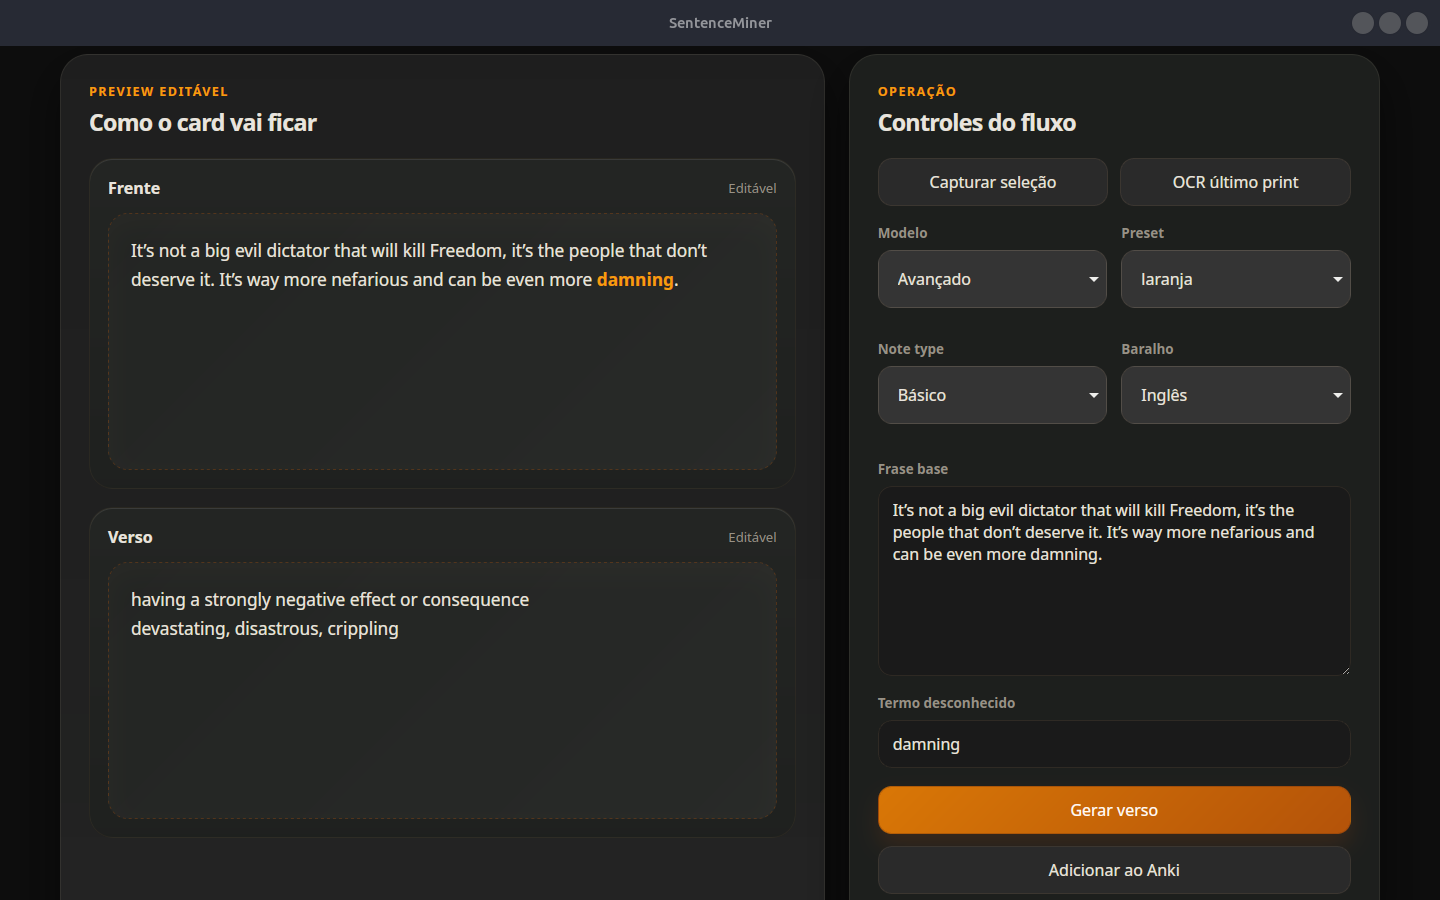 SentenceMiner
PREVIEW EDITÁVEL
Como o card vai ficar
Frente
Editável
It’s not a big evil dictator that will kill Freedom, it’s the people that don’t
deserve it. It’s way more nefarious and can be even more damning.
Verso
Editável
having a strongly negative effect or consequence
devastating, disastrous, crippling
OPERAÇÃO
Controles do fluxo
Capturar seleção
OCR último print
Modelo
Preset
Avançado
laranja
Note type
Baralho
Básico
Inglês
Frase base
It’s not a big evil dictator that will kill Freedom, it’s the
people that don’t deserve it. It’s way more nefarious and
can be even more damning.
Termo desconhecido
damning
Gerar verso
Adicionar ao Anki